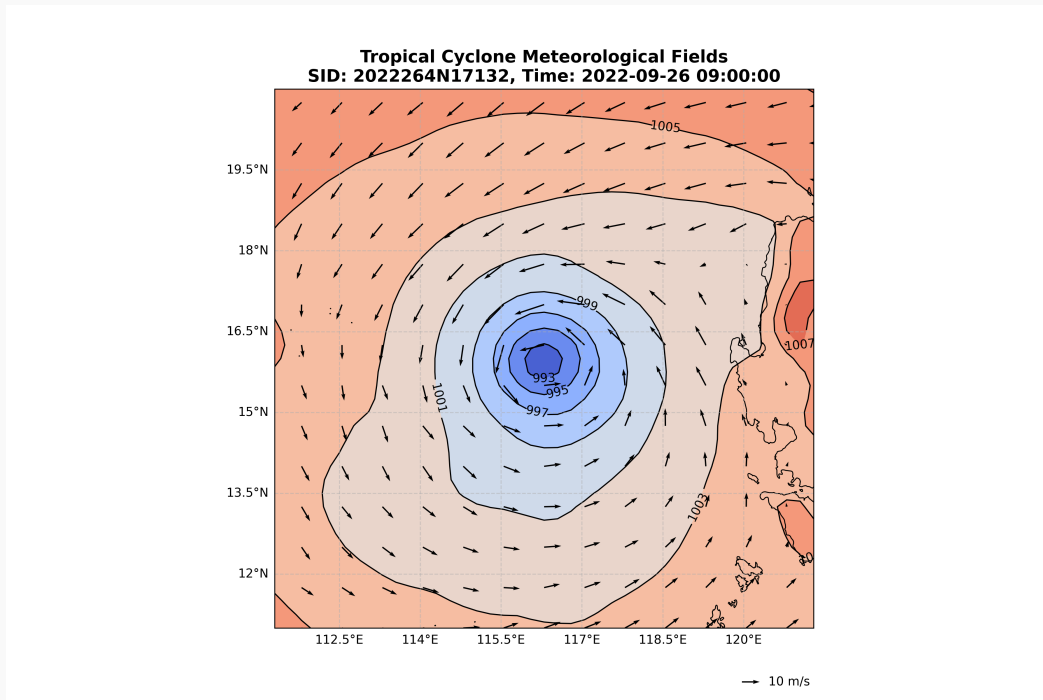 Tropical Cyclone Meteorological Fields
SID: 2022264N17132, Time: 2022-09-26 09:00:00
1005
19.5°N
18°N
999
16.5°N
1007
993
995
1001
997
15°N
13.5°N
1003
12°N
112.5°E 114°E 115.5°E 117°E 118.5°E 120°E
10 m/s